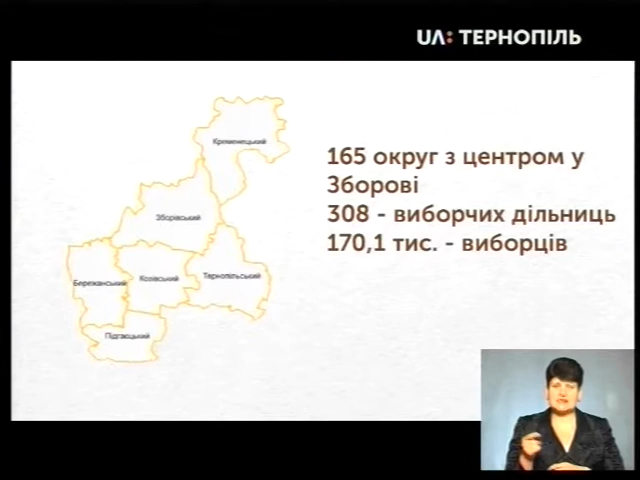 UA: ТЕРНОПІЛЬ
Кременецький
165 округ з центром у
Зборові
308 - виборчих дільниць
170,1 тис. - виборців
Зборівський
Бережанський
Козівський
Тернопільський
Підгаєцький